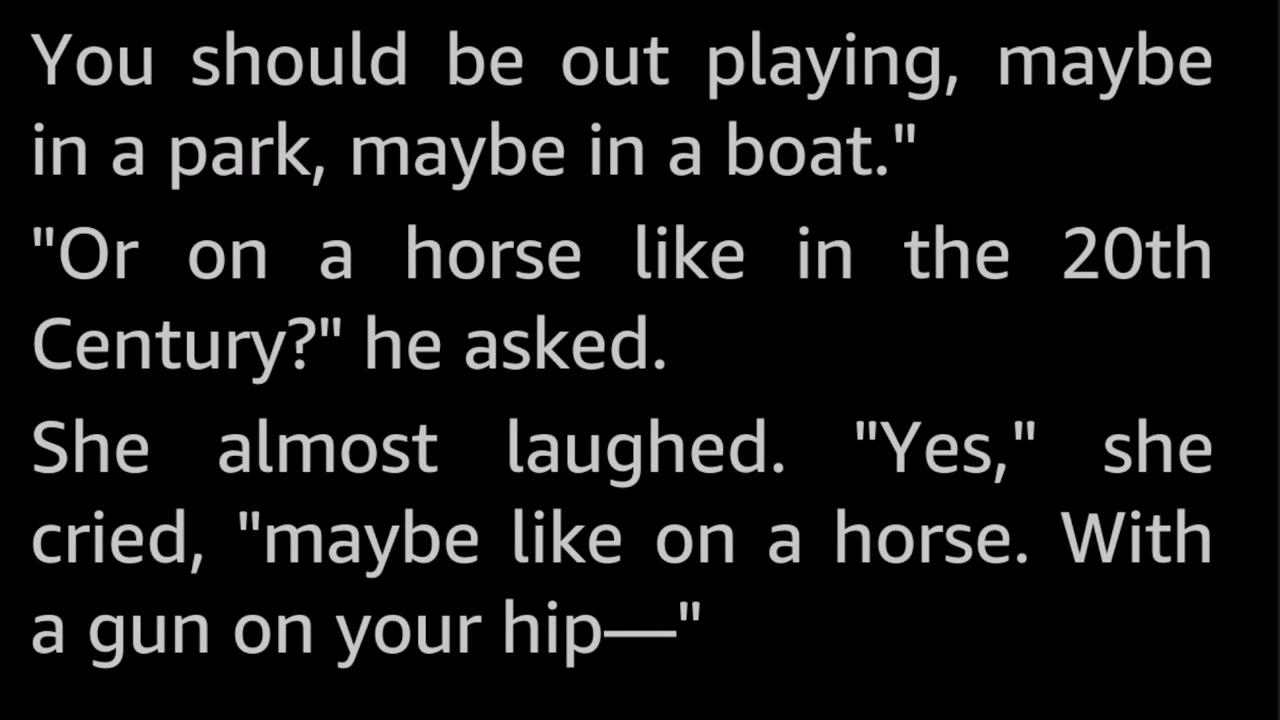 You should be out playing, maybe
in a park, maybe in a boat."
"Or on a horse like in the 20th
Century?" he asked.
She almost laughed. "Yes," she
cried, "maybe like on a horse. With
a gun on your hip—"